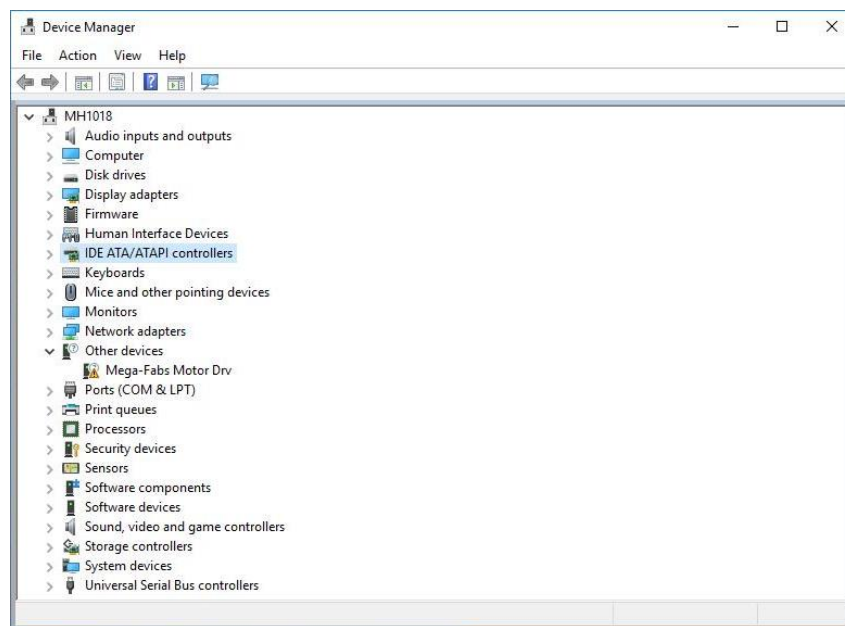 Device Manager
File Action View Help
MH1018
Audio inputs and outputs
Computer
Disk drives
Display adapters
Firmware
Human Interface Devices
IDE ATA/ATAPI controllers
Keyboards
Mice and other pointing devices
Monitors
Network adapters
Other devices
Mega-Fabs Motor Drv
Ports (COM & LPT)
Print queues
Processors
Security devices
Sensors
Software components
Software devices
Sound, video and game controllers
Storage controllers
System devices
Universal Serial Bus controllers